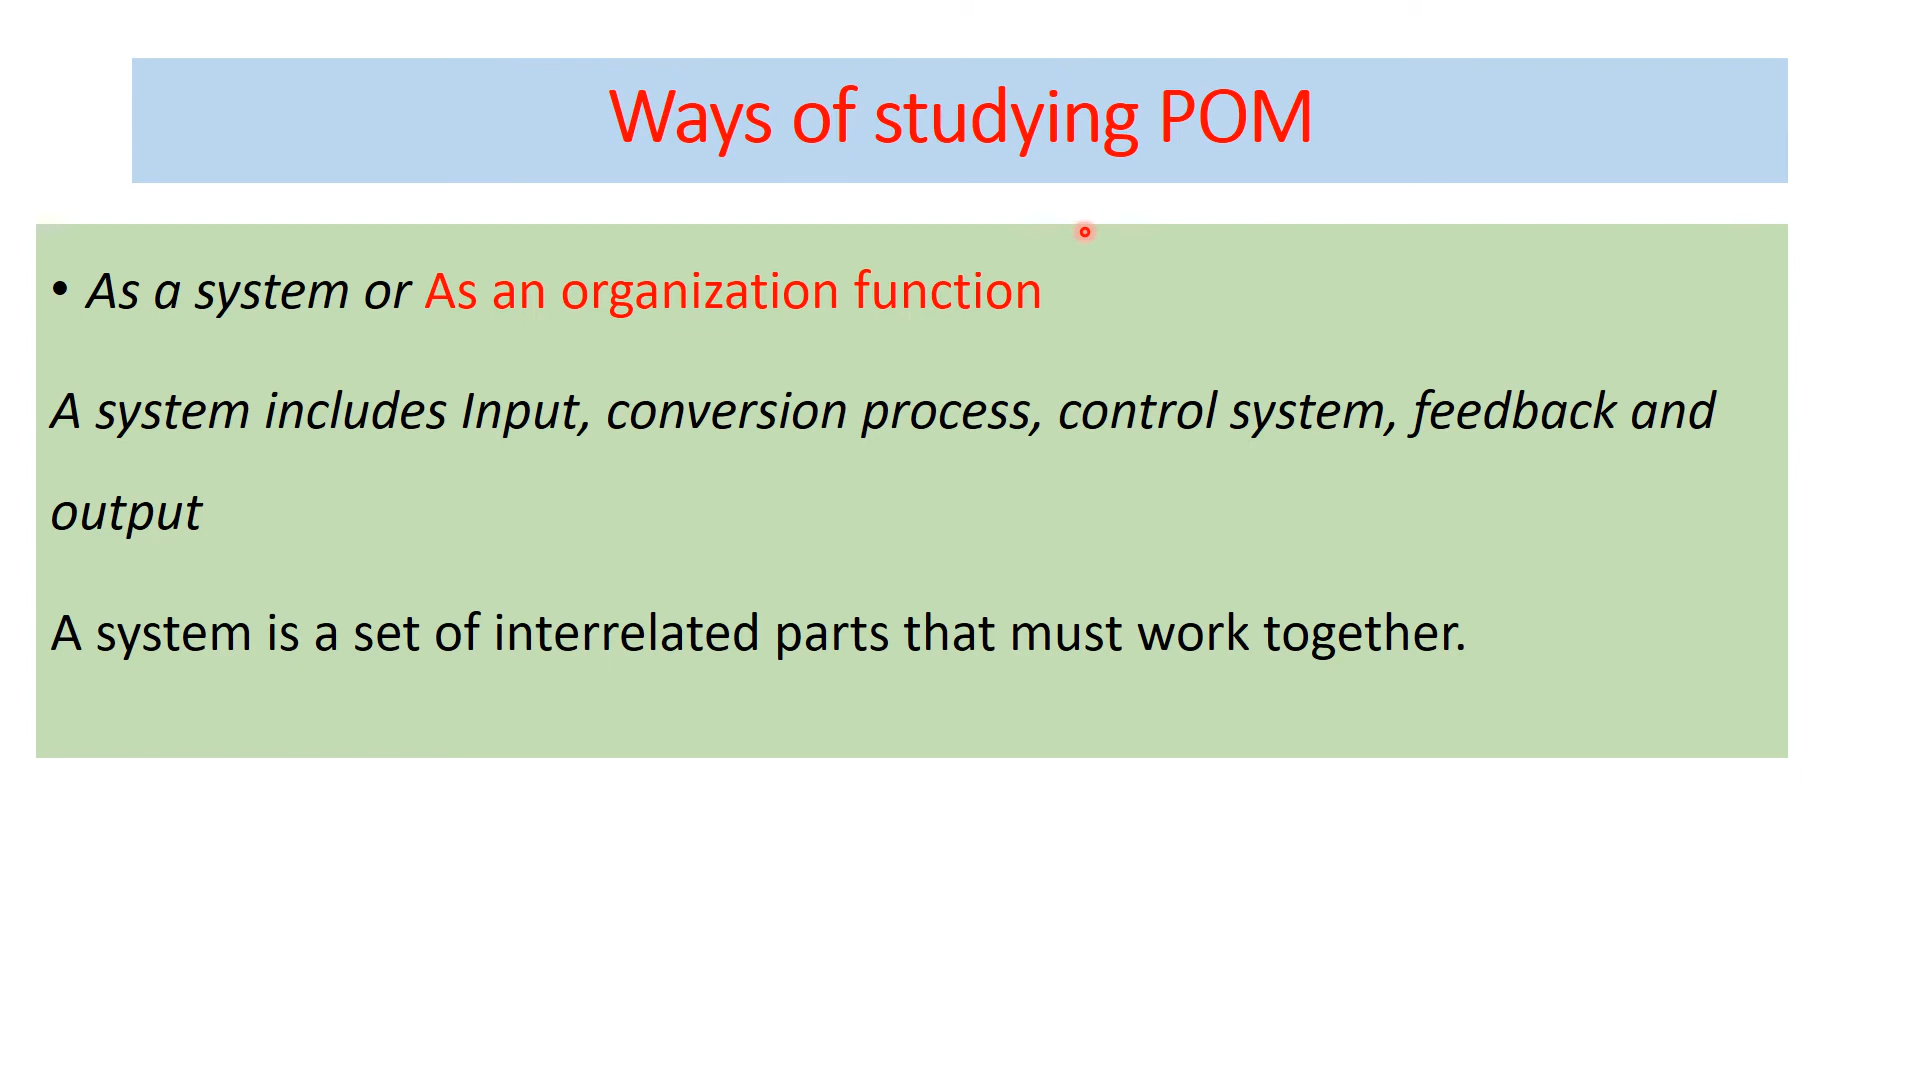 Ways of studying POM
• As a system or As an organization function
A system includes Input, conversion process, control system, feedback and
output
A system is a set of interrelated parts that must work together.